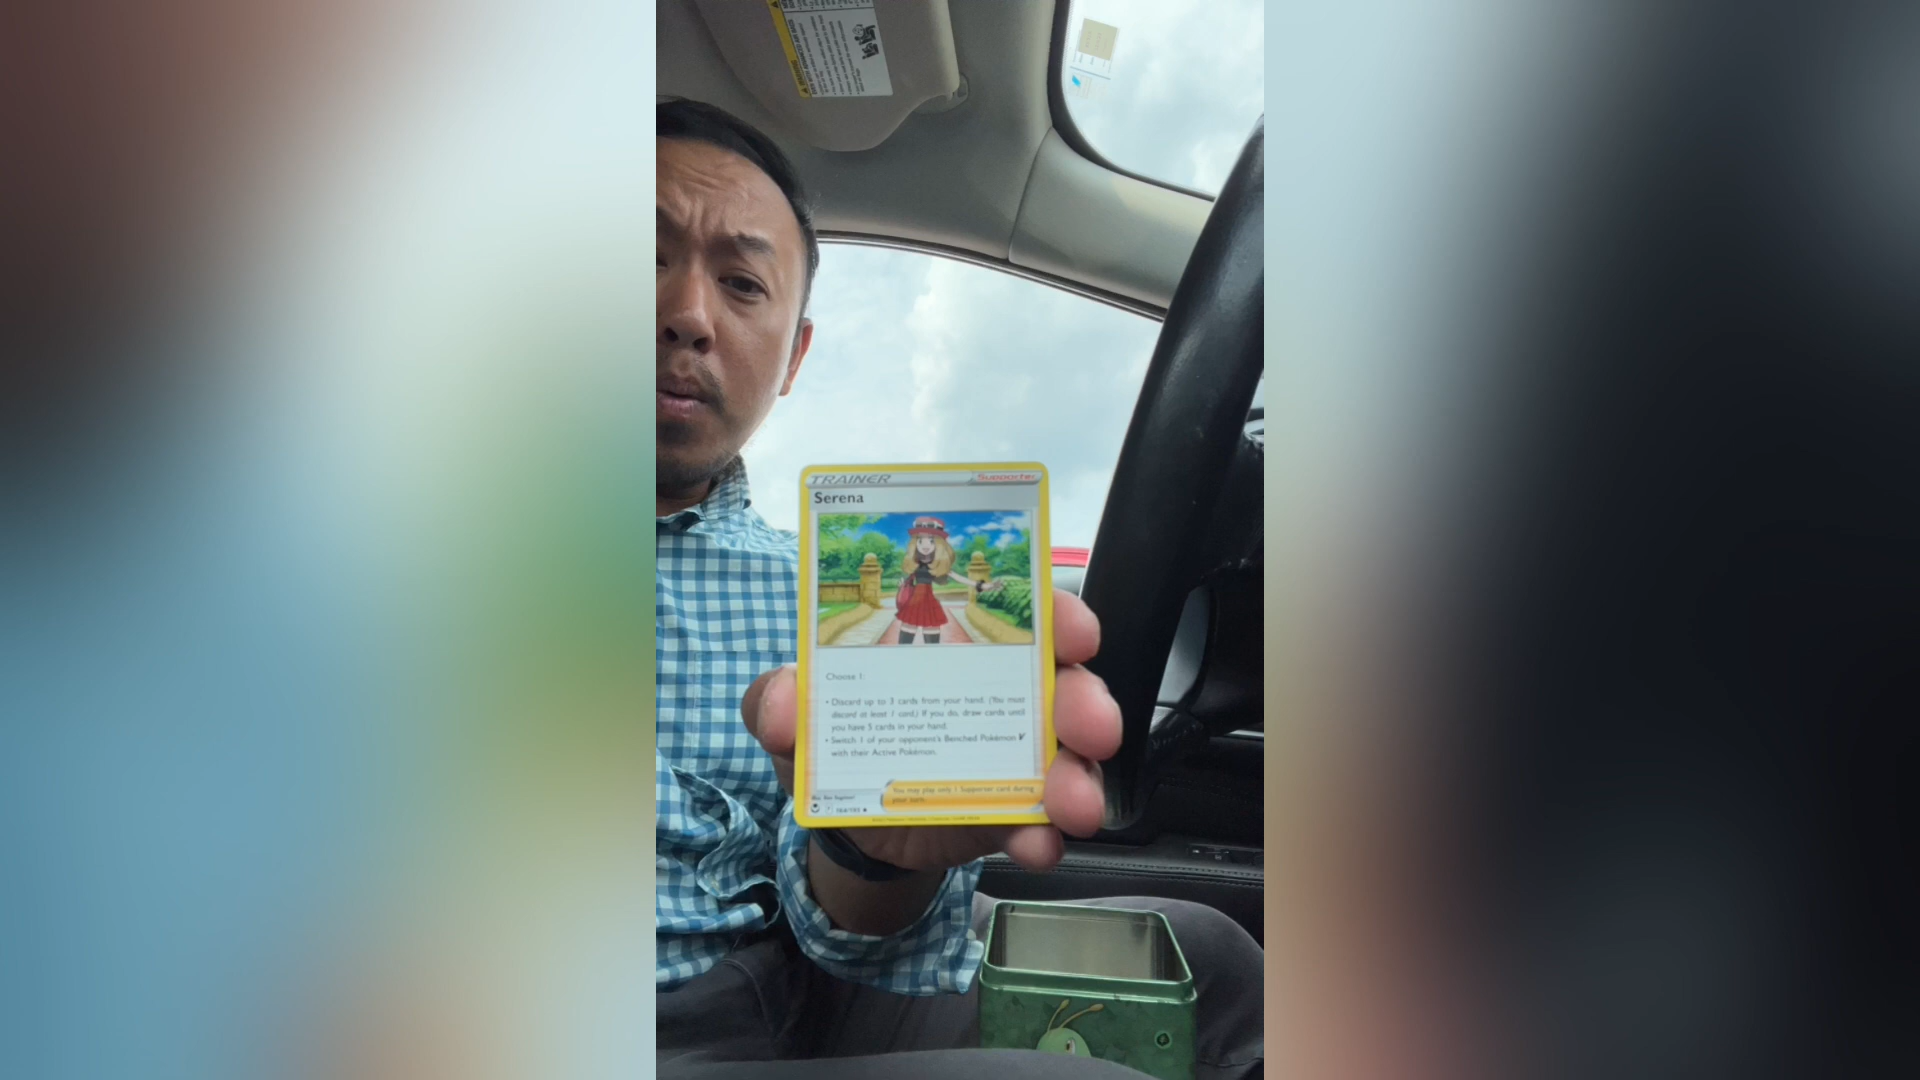 TRAINER
Supporter
Serena
Choose 1:
• Discard up to 3 cards from your hand. (You must
discard at least 1 card.) If you do, draw cards until
you have 5 cards in your hand.
• Switch 1 of your opponent's Benched Pokémon V
with their Active Pokémon.
You may play only 1 Supporter card during
your turn.
164/195